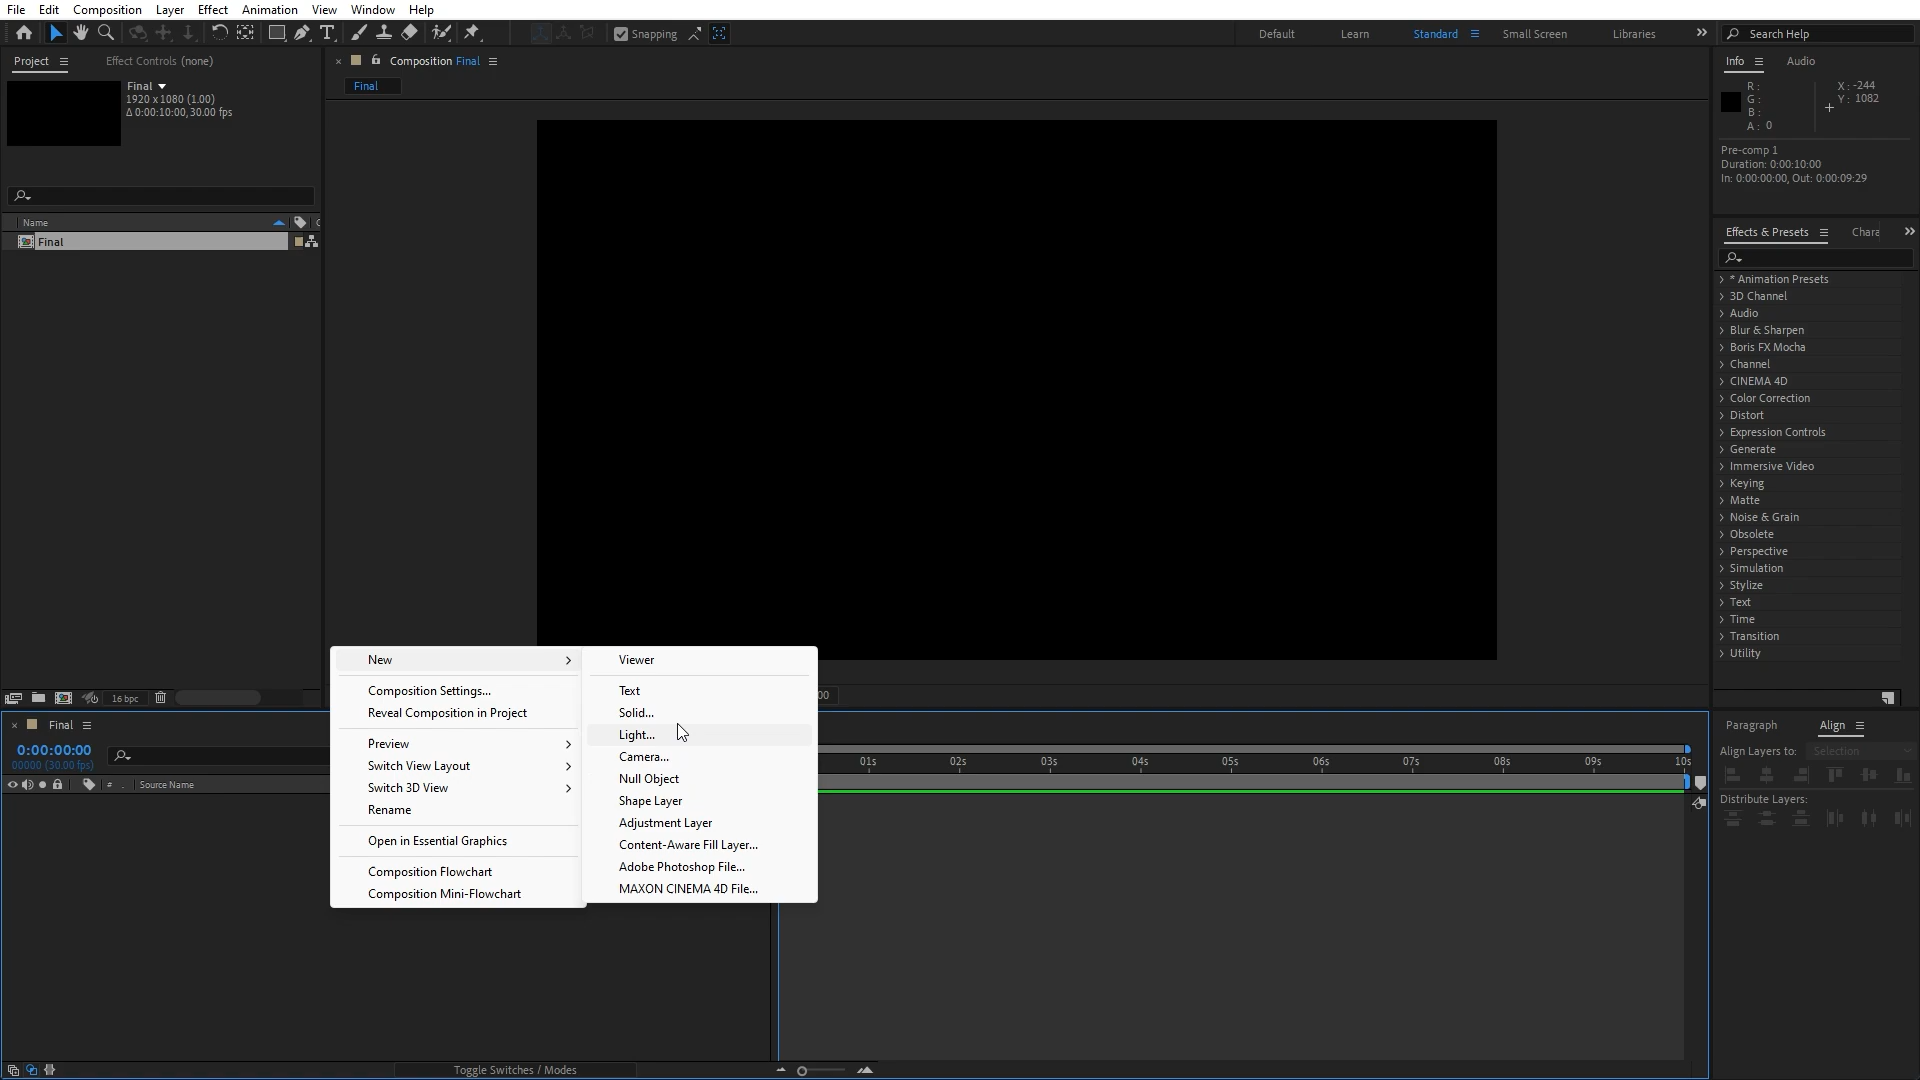 File Edit Composition Layer Effect Animation View Window Help
Snapping
Default Learn Standard Small Screen Libraries
Search Help
Project Effect Controls (none)
Final
1920 x 1080 (1.00)
Δ 0:00:10:00, 30.00 fps
Name
Final
16 bpc
Composition Final
Final
Info Audio
R :
G :
B :
A : 0
X : -244
Y : 1082
Pre-comp 1
Duration: 0:00:10:00
In: 0:00:00:00, Out: 0:00:09:29
Effects & Presets Chara
* Animation Presets
3D Channel
Audio
Blur & Sharpen
Boris FX Mocha
Channel
CINEMA 4D
Color Correction
Distort
Expression Controls
Generate
Immersive Video
Keying
Matte
Noise & Grain
Obsolete
Perspective
Simulation
Stylize
Text
Time
Transition
Utility
New
Composition Settings...
Reveal Composition in Project
Preview
Switch View Layout
Switch 3D View
Rename
Open in Essential Graphics
Composition Flowchart
Composition Mini-Flowchart
Viewer
Text
Solid...
Light...
Camera...
Null Object
Shape Layer
Adjustment Layer
Content-Aware Fill Layer...
Adobe Photoshop File...
MAXON CINEMA 4D File...
00
Final
0:00:00:00
00000 (30.00 fps)
# . Source Name
01s 02s 03s 04s 05s 06s 07s 08s 09s 10s
Toggle Switches / Modes
Paragraph Align
Align Layers to: Selection
Distribute Layers: